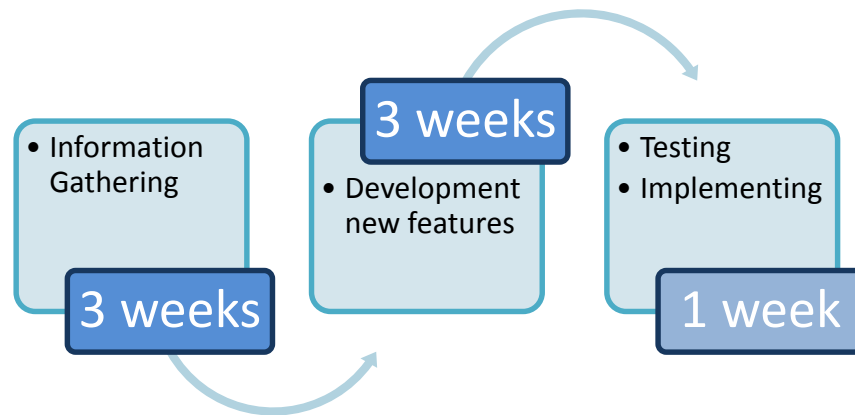 • Information
Gathering
3 weeks
3 weeks
• Development
new features
• Testing
• Implementing
1 week